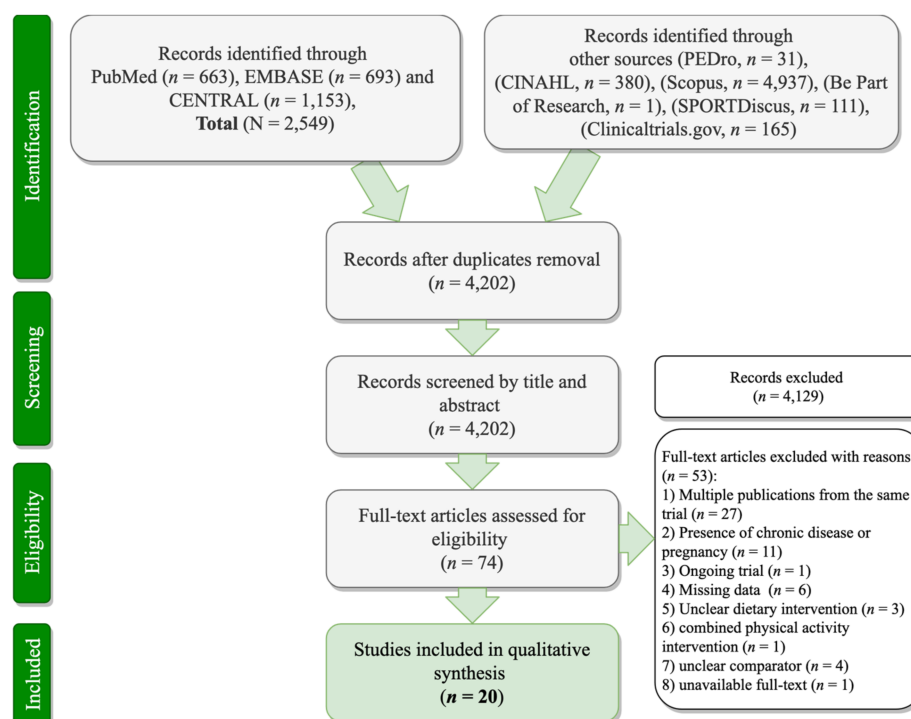 Identification
Records identified through
PubMed (n = 663), EMBASE (n = 693) and
CENTRAL (n = 1,153),
Total (N = 2,549)
Records identified through
other sources (PEDro, n = 31),
(CINAHL, n = 380), (Scopus, n = 4,937), (Be Part
of Research, n = 1), (SPORTDiscus, n = 111),
(Clinicaltrials.gov, n = 165)
Records after duplicates removal
(n = 4,202)
Screening
Records screened by title and
abstract
(n = 4,202)
Records excluded
(n = 4,129)
Eligibility
Full-text articles assessed for
eligibility
(n = 74)
Full-text articles excluded with reasons
(n = 53):
1) Multiple publications from the same
trial (n = 27)
2) Presence of chronic disease or
pregnancy (n = 11)
3) Ongoing trial (n = 1)
4) Missing data (n = 6)
5) Unclear dietary intervention (n = 3)
6) combined physical activity
intervention (n = 1)
7) unclear comparator (n = 4)
8) unavailable full-text (n = 1)
Included
Studies included in qualitative
synthesis
(n = 20)